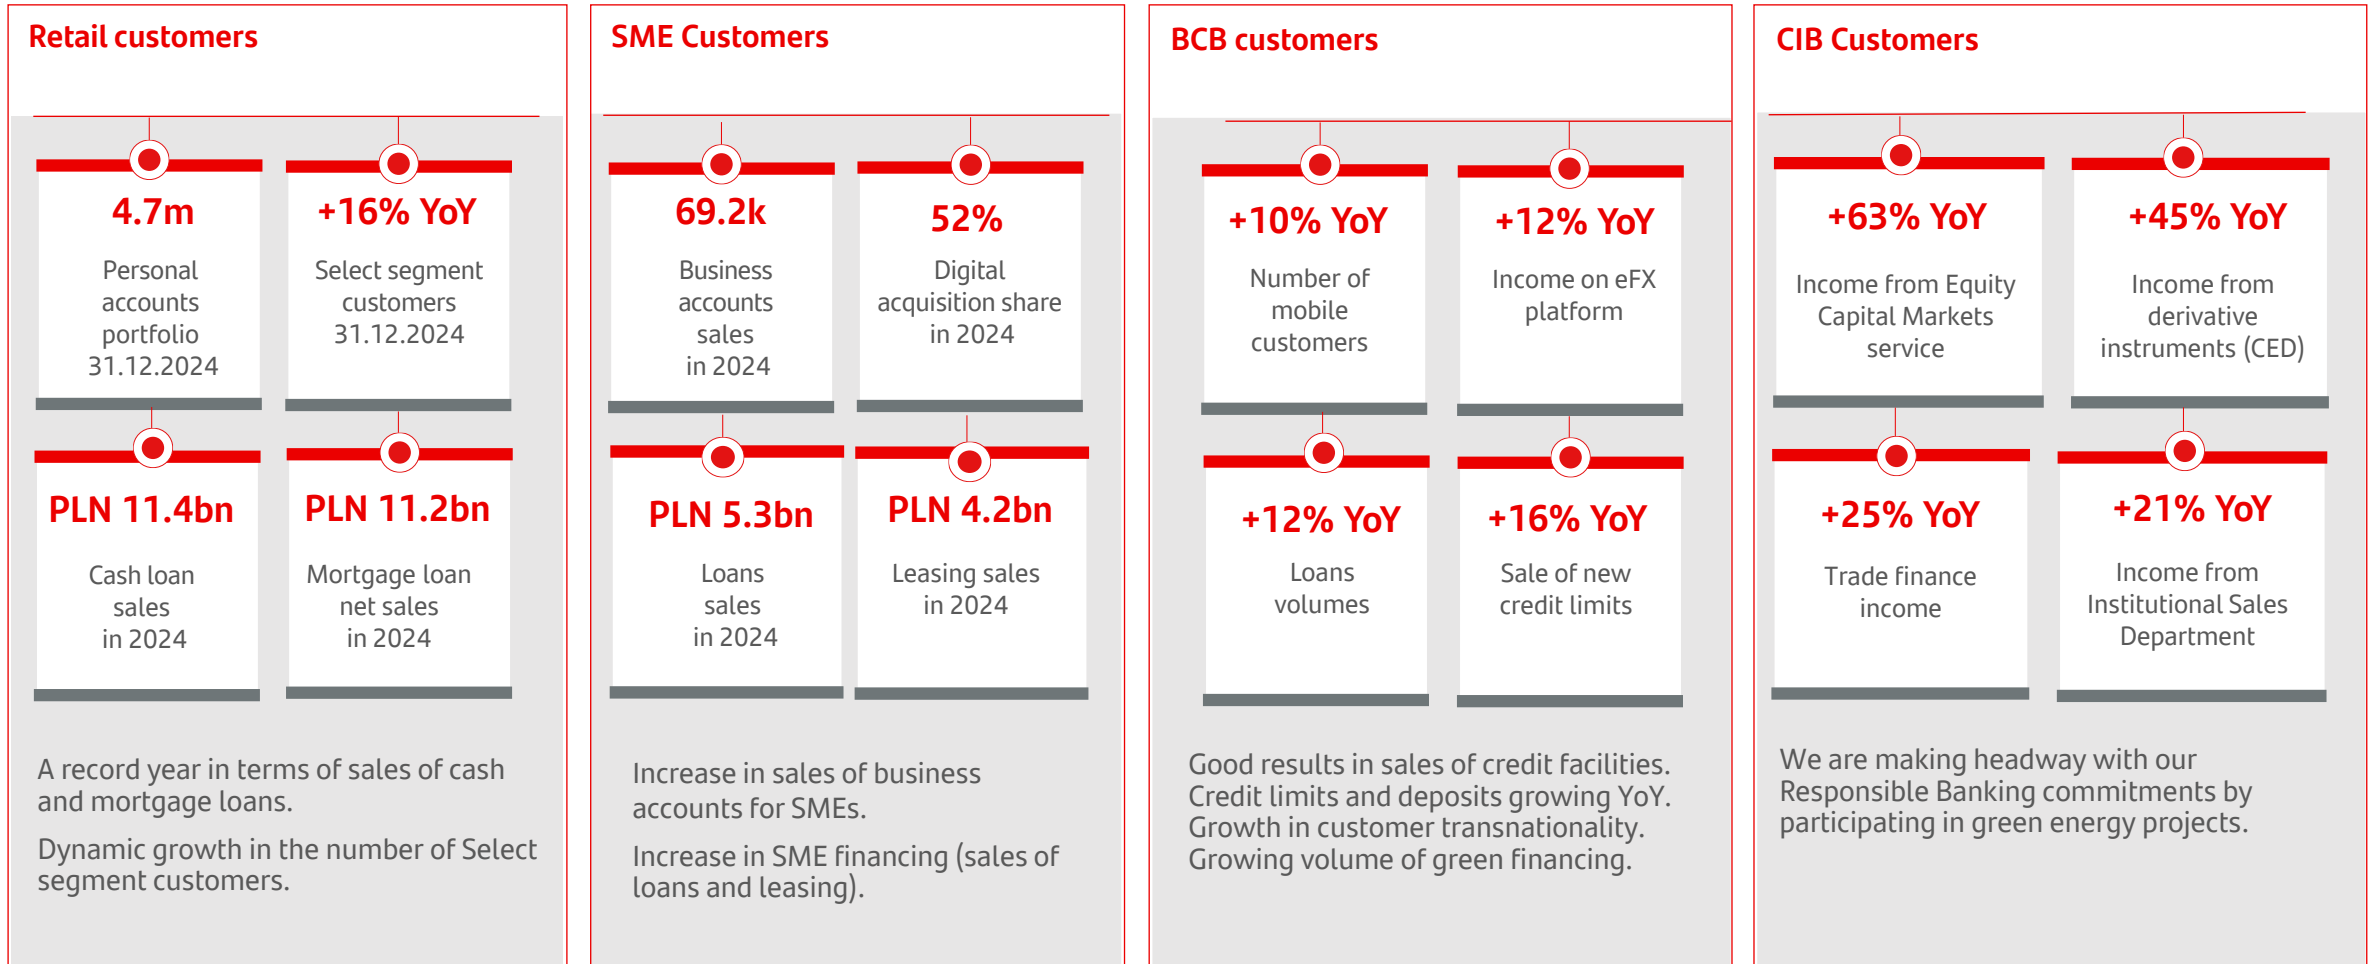 Retail customers
4.7m
Personal
accounts
portfolio
31.12.2024
+16% YoY
Select segment
customers
31.12.2024
PLN 11.4bn
Cash loan
sales
in 2024
PLN 11.2bn
Mortgage loan
net sales
in 2024
A record year in terms of sales of cash
and mortgage loans.
Dynamic growth in the number of Select
segment customers.
SME Customers
69.2k
Business
accounts
sales
in 2024
52%
Digital
acquisition share
in 2024
PLN 5.3bn
Loans
sales
in 2024
PLN 4.2bn
Leasing sales
in 2024
Increase in sales of business
accounts for SMEs.
Increase in SME financing (sales of
loans and leasing).
BCB customers
+10% YoY
Number of
mobile
customers
+12% YoY
Income on eFX
platform
+12% YoY
Loans
volumes
+16% YoY
Sale of new
credit limits
Good results in sales of credit facilities.
Credit limits and deposits growing YoY.
Growth in customer transnationality.
Growing volume of green financing.
CIB Customers
+63% YoY
Income from Equity
Capital Markets
service
+45% YoY
Income from
derivative
instruments (CED)
+25% YoY
Trade finance
income
+21% YoY
Income from
Institutional Sales
Department
We are making headway with our
Responsible Banking commitments by
participating in green energy projects.